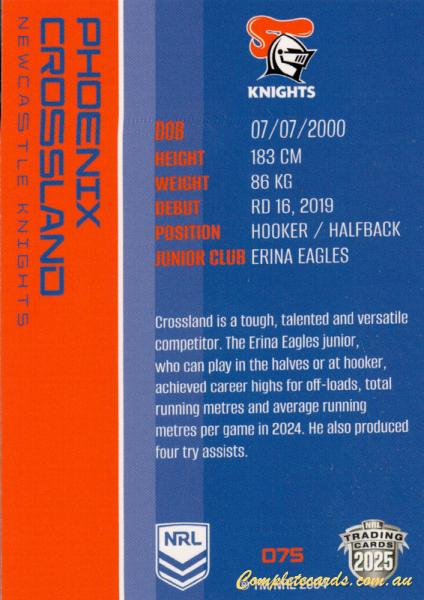 PHOENIX
CROSSLAND
NEWCASTLE KNIGHTS
KNIGHTS
DOB 07/07/2000
HEIGHT 183 CM
WEIGHT 86 KG
DEBUT RD 16, 2019
POSITION HOOKER / HALFBACK
JUNIOR CLUB ERINA EAGLES
Crossland is a tough, talented and versatile
competitor. The Erina Eagles junior,
who can play in the halves or at hooker,
achieved career highs for off-loads, total
running metres and average running
metres per game in 2024. He also produced
four try assists.
NRL
075
NRL
TRADING
CARDS
2025
Completecards.com.au
© TM/NRL